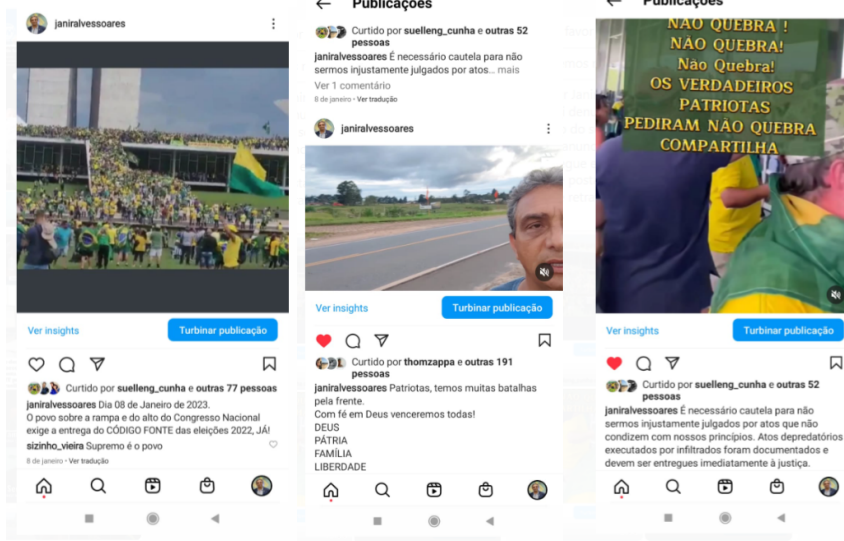 janiralvessoares
Ver insights
Turbinar publicação
Curtido por suelleng_cunha e outras 77 pessoas
janiralvessoares Dia 08 de Janeiro de 2023.
O povo sobre a rampa e do alto do Congresso Nacional
exige a entrega do CÓDIGO FONTE das eleições 2022, JÁ!
sizinho_vieira Supremo é o povo
8 de janeiro • Ver tradução
Publicações
Curtido por suelleng_cunha e outras 52
pessoas
janiralvessoares É necessário cautela para não
sermos injustamente julgados por atos... mais
Ver 1 comentário
8 de janeiro • Ver tradução
janiralvessoares
Ver insights
Turbinar publicação
Curtido por thomzappa e outras 191
pessoas
janiralvessoares Patriotas, temos muitas batalhas
pela frente.
Com fé em Deus venceremos todas!
DEUS
PÁTRIA
FAMÍLIA
LIBERDADE
Publicações
NÃO QUEBRA !
NÃO QUEBRA!
Não Quebra!
OS VERDADEIROS
PATRIOTAS
PEDIRAM NÃO QUEBRA
COMPARTILHA
Ver insights
Turbinar publicação
Curtido por suelleng_cunha e outras 52
pessoas
janiralvessoares É necessário cautela para não
sermos injustamente julgados por atos que não
condizem com nossos princípios. Atos depredatórios
executados por infiltrados foram documentados e
devem ser entregues imediatamente à justiça.